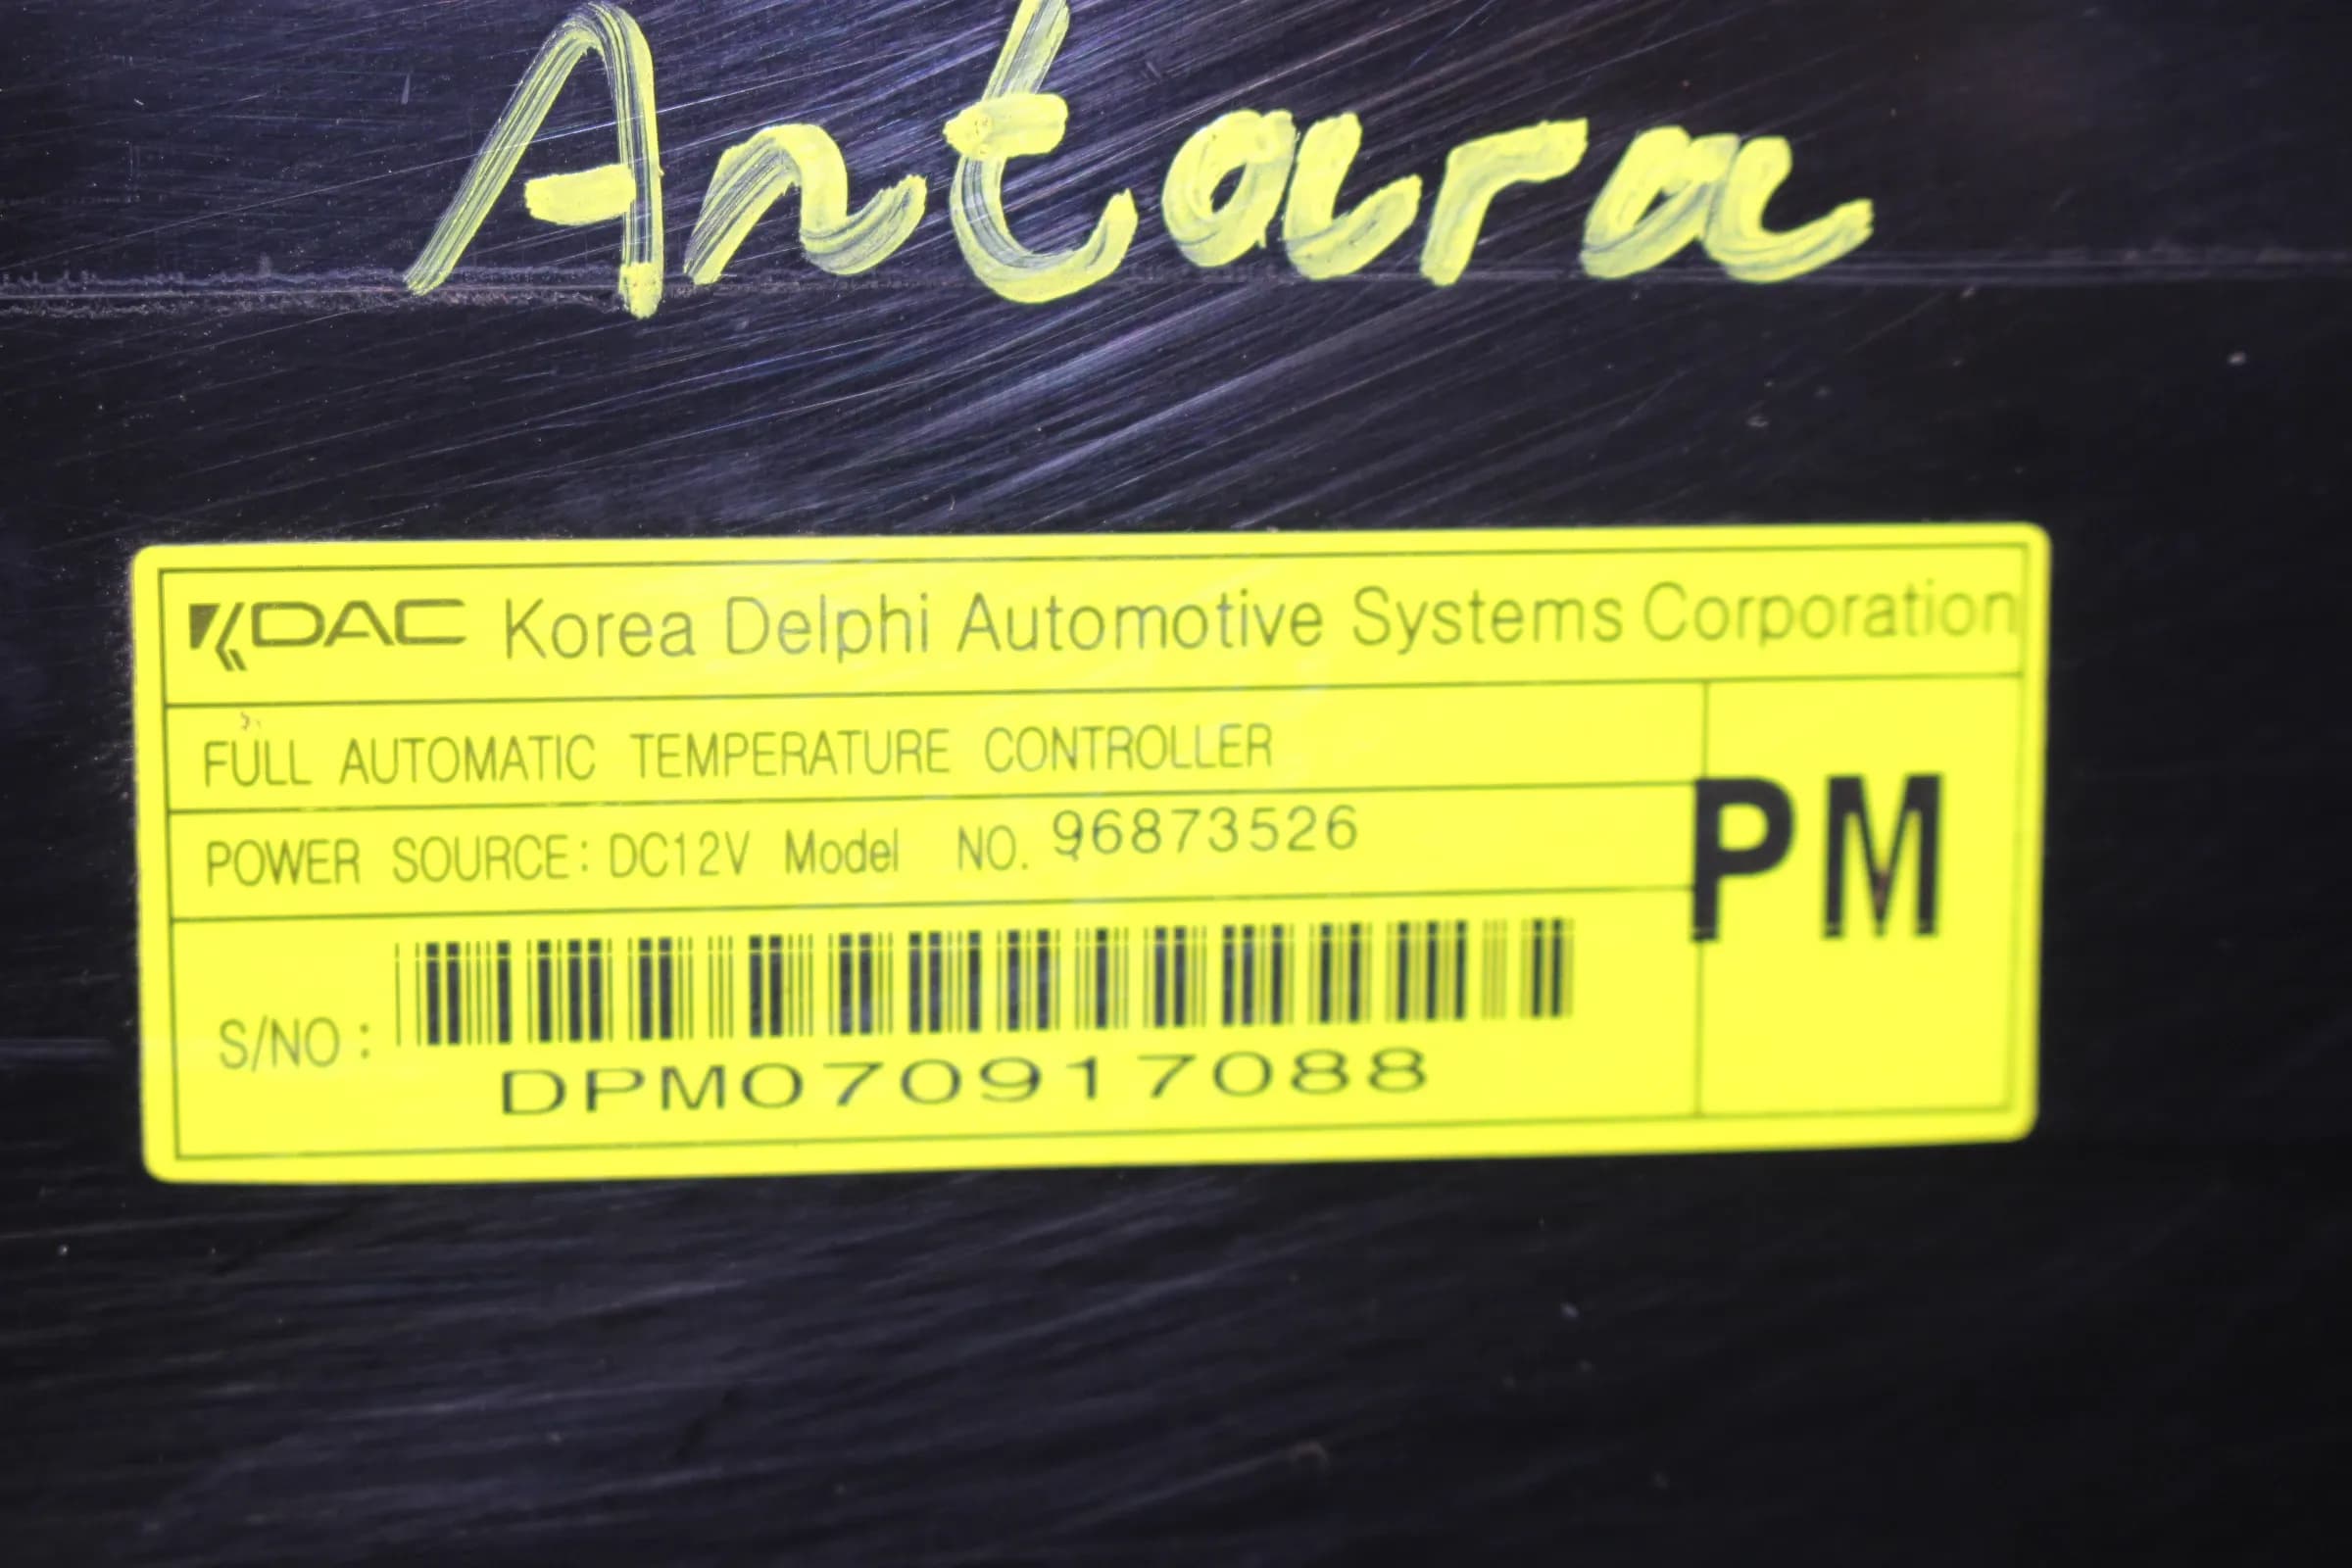 Antara
KDAC Korea Delphi Automotive Systems Corporation
FULL AUTOMATIC TEMPERATURE CONTROLLER
POWER SOURCE: DC12V Model NO. 96873526
PM
S/NO :
DPM070917088